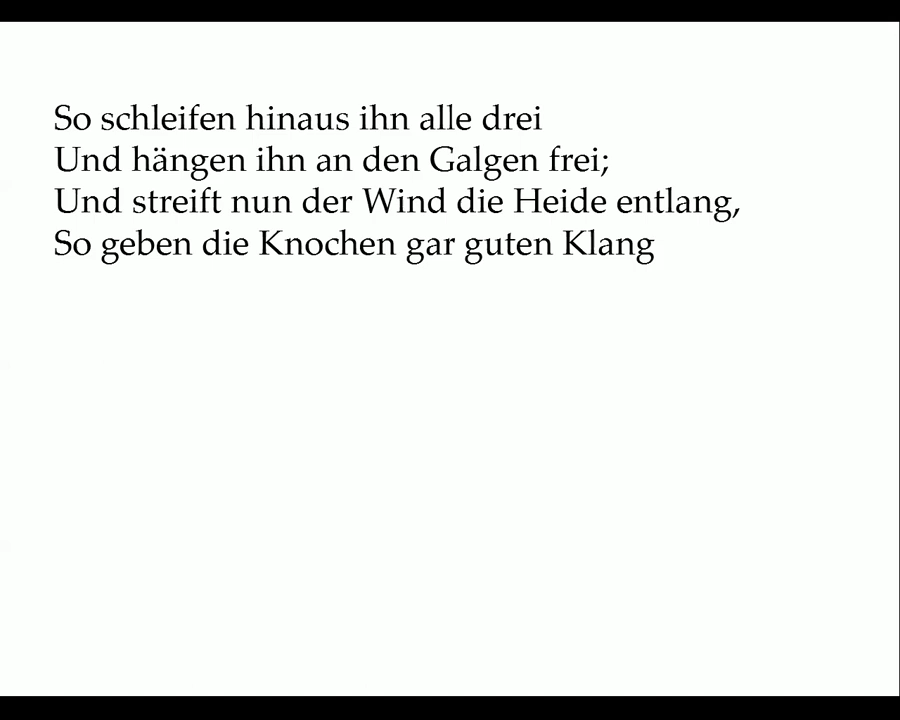 So schleifen hinaus ihn alle drei
Und hängen ihn an den Galgen frei;
Und streift nun der Wind die Heide entlang,
So geben die Knochen gar guten Klang